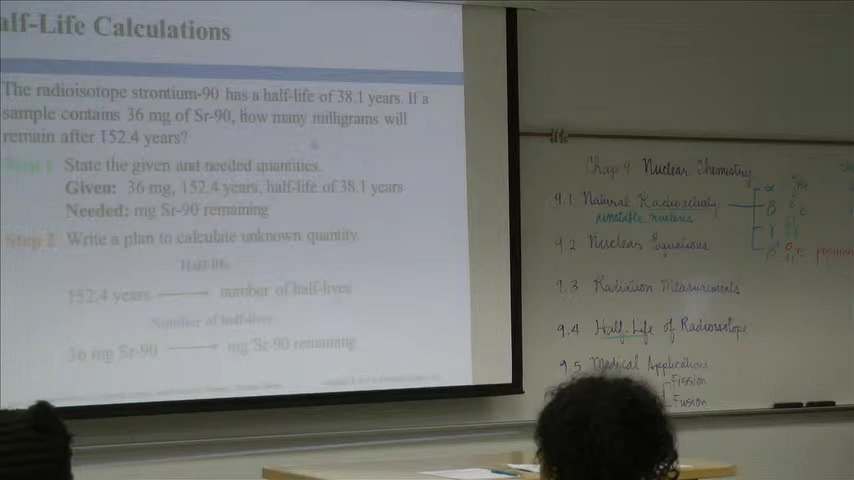 alf-Life Calculations
The radioisotope strontium-90 has a half-life of 38.1 years. If a
sample contains 36 mg of Sr-90, how many milligrams will
remain after 152.4 years?
Step 1 State the given and needed quantities.
Given: 36 mg, 152.4 years, half-life of 38.1 years
Needed: mg Sr-90 remaining
Step 2 Write a plan to calculate unknown quantity.
Half-life
152.4 years number of half-lives
Number of half-lives
36 mg Sr-90 mg Sr-90 remaining
Chap 9 Nuclear Chemistry
9.1 Natural Radioactivity
unstable nucleus
α
β
γ
β+
9.2 Nuclear Equations
9.3 Radiation Measurements
9.4 Half-Life of Radioisotope
9.5 Medical Applications
Fission
Fusion